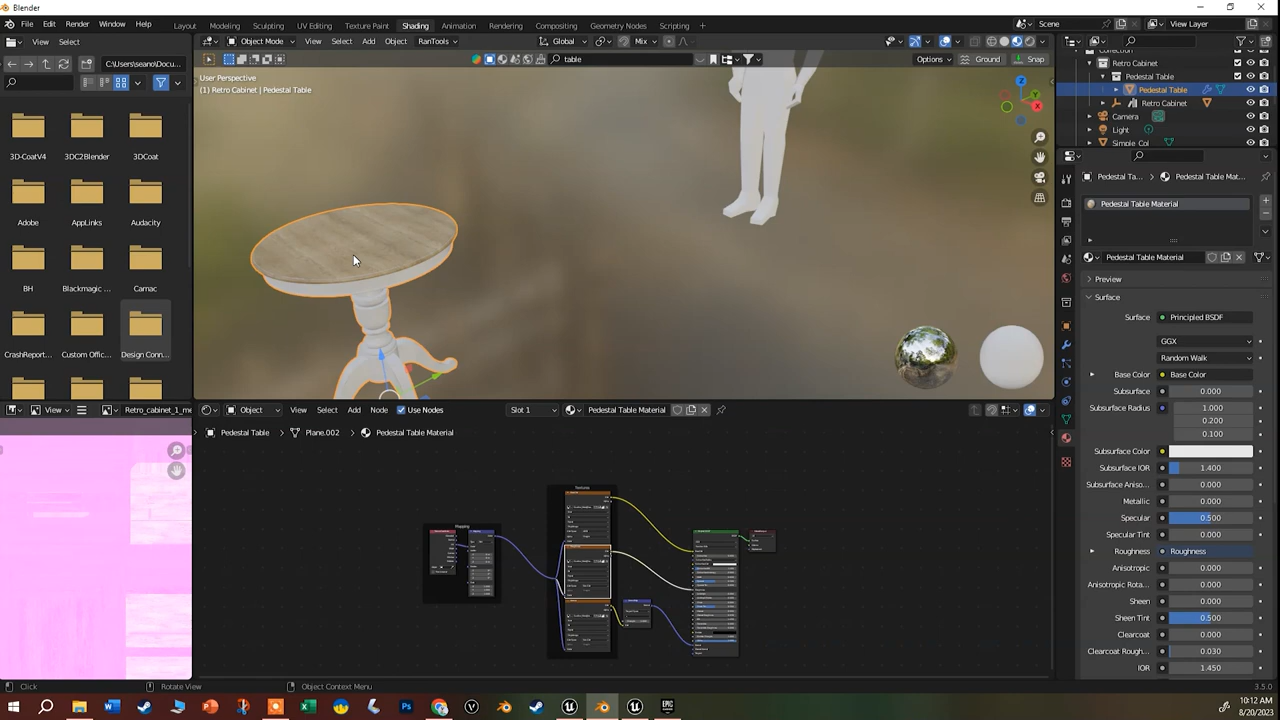 Blender
File Edit Render Window Help Layout Modeling Sculpting UV Editing Texture Paint Shading Animation Rendering Compositing Geometry Nodes Scripting Scene View Layer
View Select Object Mode View Select Add Object RanTools Global Mix
C:\Users\seano\Docu... table Options Ground Snap
User Perspective
(1) Retro Cabinet | Pedestal Table
Retro Cabinet
Pedestal Table
Pedestal Table
Retro Cabinet
Camera
Light
Simple_Col
3D-CoatV4 3DC2Blender 3DCoat
Adobe AppLinks Audacity
BH Blackmagic ... Camac
CrashReport... Custom Offic... Design Conn...
Pedestal Ta... Pedestal Table Mat...
Pedestal Table Material
Pedestal Table Material
Preview
Surface
Surface Principled BSDF
GGX
Random Walk
Base Color Base Color
Subsurface 0.000
Subsurface Radius 1.000
0.200
0.100
Subsurface Color
Subsurface IOR 1.400
Subsurface Aniso... 0.000
Metallic 0.000
Specular 0.500
Specular Tint 0.000
Roughness Roughness
Anisotropic 0.000
Anisotropic Rota... 0.000
Sheen 0.000
Sheen Tint 0.500
Clearcoat 0.000
Clearcoat Rough... 0.030
IOR 1.450
View Retro_cabinet_1_me
Object View Select Add Node Use Nodes Slot 1 Pedestal Table Material
Pedestal Table Plane.002 Pedestal Table Material
Textures
Mapping
Click Rotate View Object Context Menu 3.5.0
10:12 AM
8/20/2023